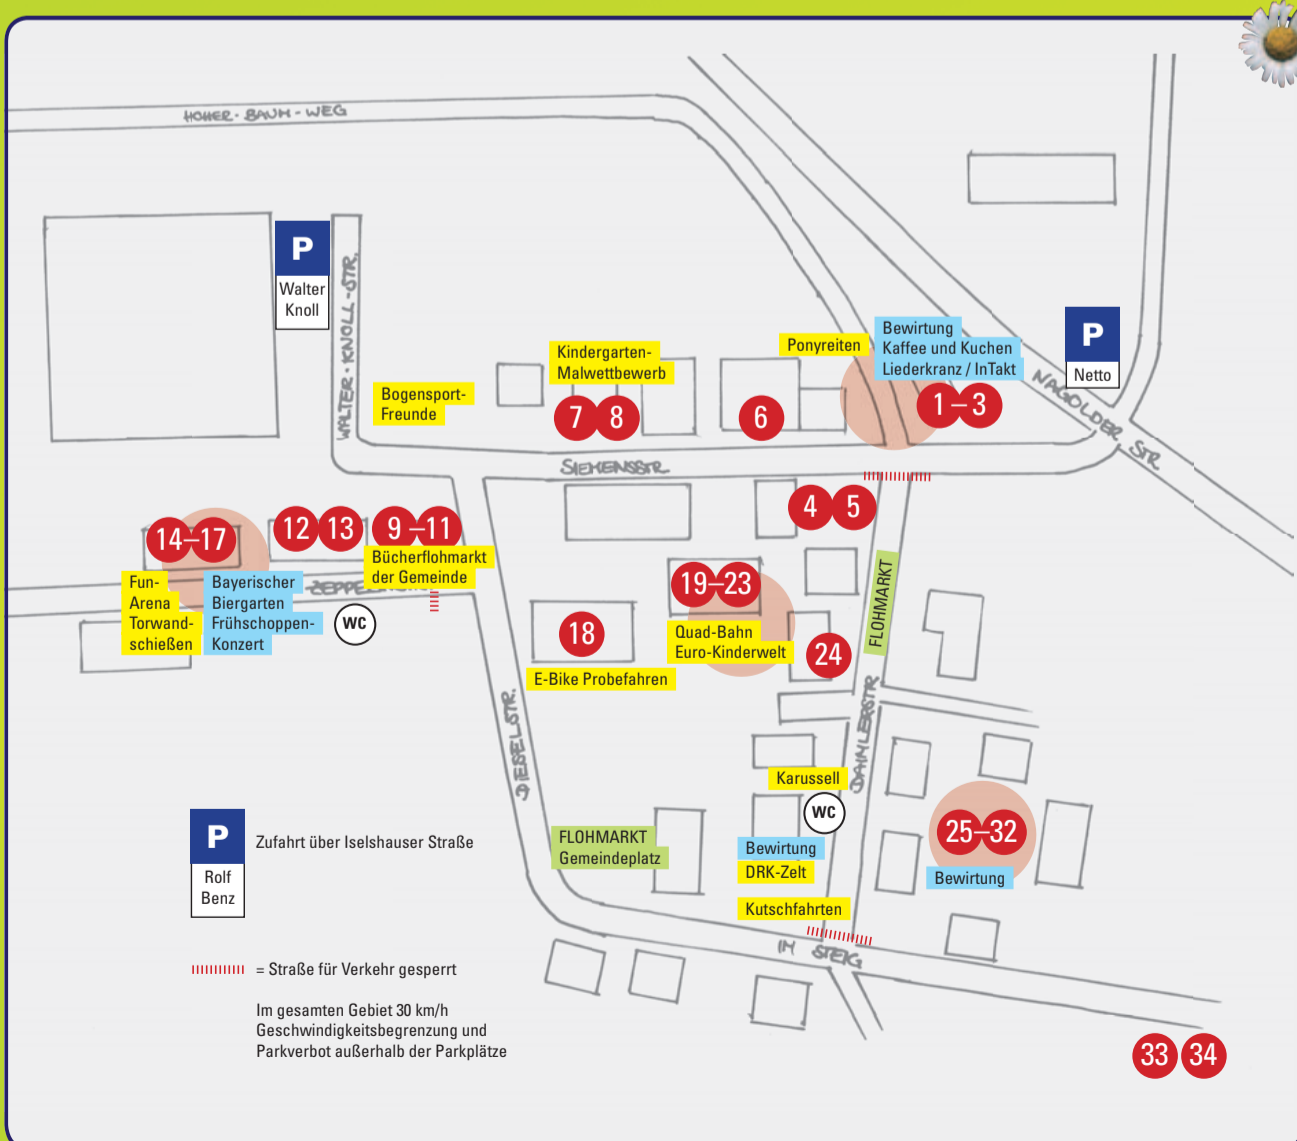 HOHER-BAUM-WEG
P
Walter
Knoll
WALTER-KNOLL-STR.
Bogensport-
Freunde
Kindergarten-
Malwettbewerb
7 8
6
Ponyreiten
Bewirtung
Kaffee und Kuchen
Liederkranz / InTakt
1–3
P
Netto
NAGOLDER STR
SIEMENSSTR.
4 5
14–17
12 13
9–11
Bücherflohmarkt
der Gemeinde
Fun-
Arena
Torwand-
schießen
Bayerischer
Biergarten
Frühschoppen-
Konzert
WC
18
E-Bike Probefahren
19–23
Quad-Bahn
Euro-Kinderwelt
24
FLOHMARKT
DIESELSTR.
DAIMLERSTR
Karussell
WC
Bewirtung
DRK-Zelt
Kutschfahrten
25–32
Bewirtung
FLOHMARKT
Gemeindeplatz
IM STEIG
33 34
P
Rolf
Benz
Zufahrt über Iselshauser Straße
= Straße für Verkehr gesperrt
Im gesamten Gebiet 30 km/h
Geschwindigkeitsbegrenzung und
Parkverbot außerhalb der Parkplätze